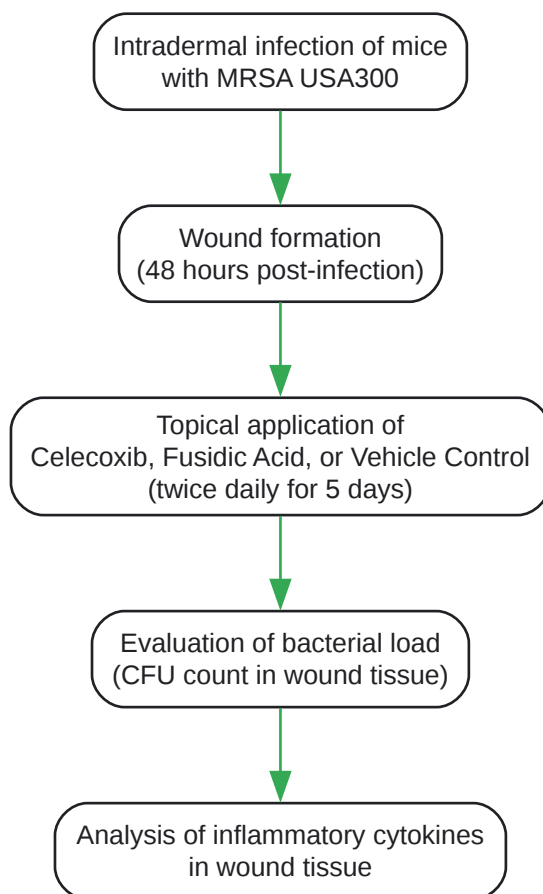 Intradermal infection of mice
with MRSA USA300
Wound formation
(48 hours post-infection)
Topical application of
Celecoxib, Fusidic Acid, or Vehicle Control
(twice daily for 5 days)
Evaluation of bacterial load
(CFU count in wound tissue)
Analysis of inflammatory cytokines
in wound tissue